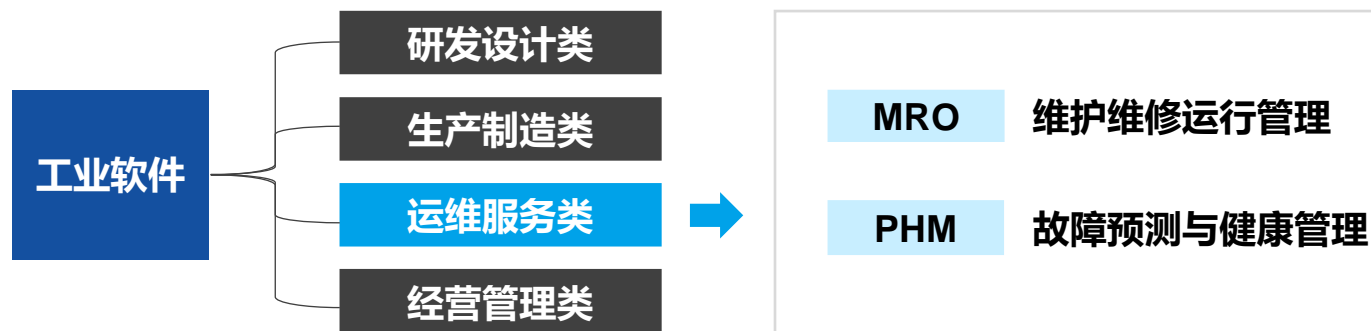 工业软件
研发设计类
生产制造类
运维服务类
经营管理类
MRO 维护维修运行管理
PHM 故障预测与健康管理